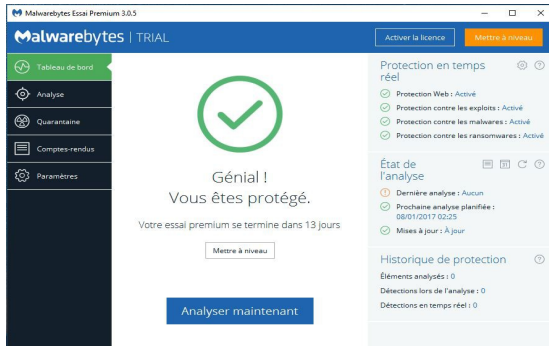 Malwarebytes Essai Premium 3.0.5
Malwarebytes | TRIAL
Activer la licence
Mettre à niveau
Tableau de bord
Analyse
Quarantaine
Comptes-rendus
Paramètres
Génial !
Vous êtes protégé.
Votre essai premium se termine dans 13 jours
Mettre à niveau
Analyser maintenant
Protection en temps
réel
Protection Web : Activé
Protection contre les exploits : Activé
Protection contre les malwares : Activé
Protection contre les ransomwares : Activé
État de
l'analyse
31
Dernière analyse : Aucun
Prochaine analyse planifiée :
08/01/2017 02:25
Mises à jour : À jour
Historique de protection
Éléments analysés : 0
Détections lors de l'analyse : 0
Détections en temps réel : 0